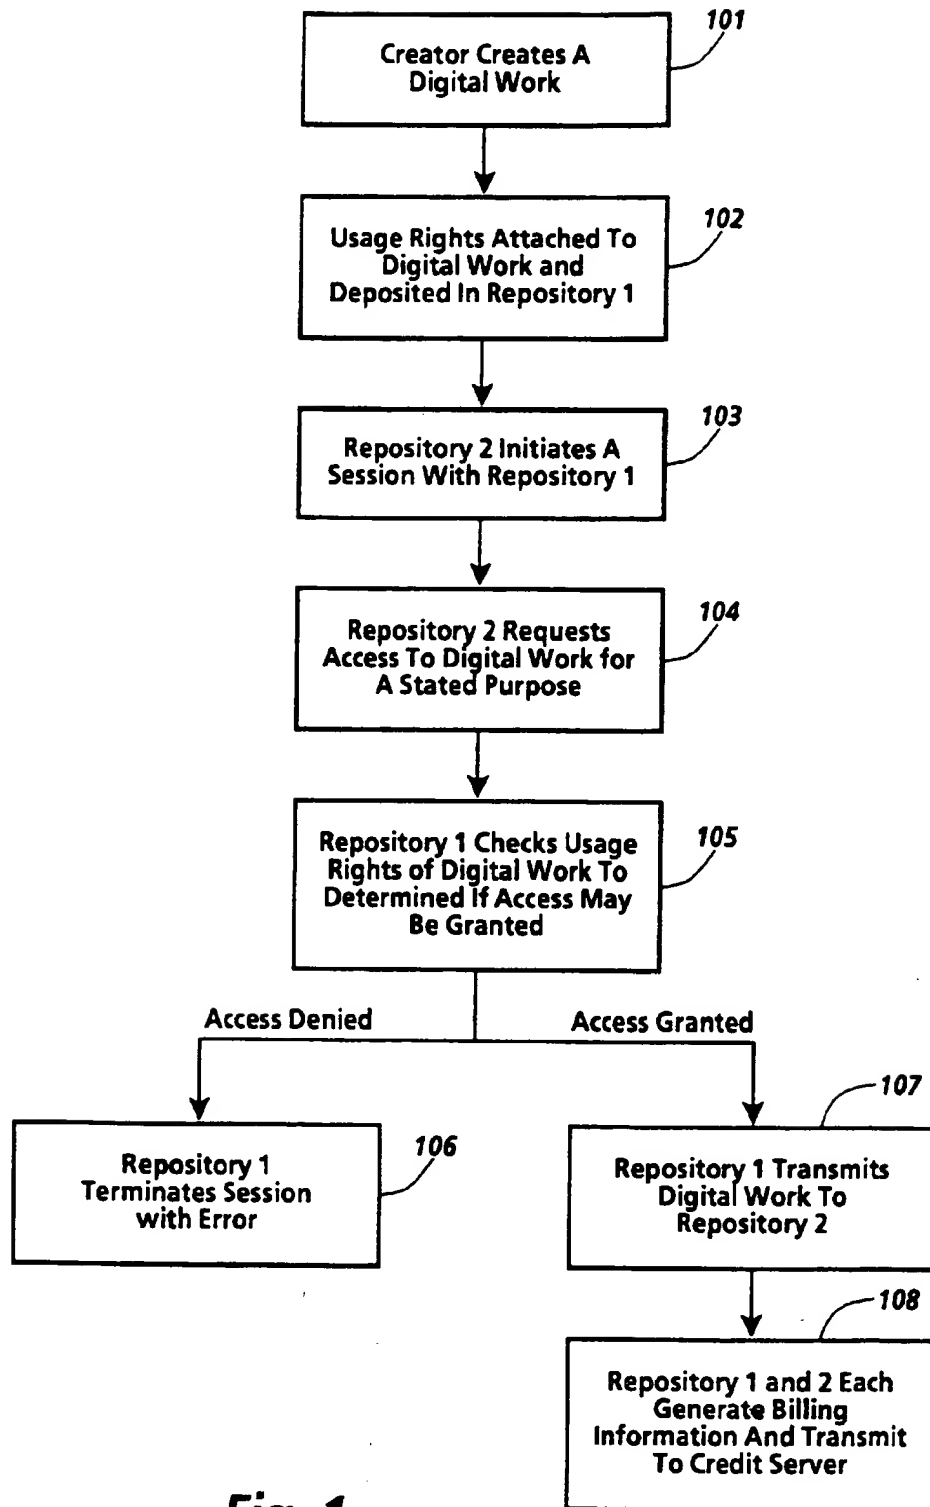 101
Creator Creates A
Digital Work
102
Usage Rights Attached To
Digital Work and
Deposited In Repository 1
103
Repository 2 Initiates A
Session With Repository 1
104
Repository 2 Requests
Access To Digital Work for
A Stated Purpose
105
Repository 1 Checks Usage
Rights of Digital Work To
Determined If Access May
Be Granted
Access Denied
Access Granted
106
Repository 1
Terminates Session
with Error
107
Repository 1 Transmits
Digital Work To
Repository 2
108
Repository 1 and 2 Each
Generate Billing
Information And Transmit
To Credit Server
Fig. 1